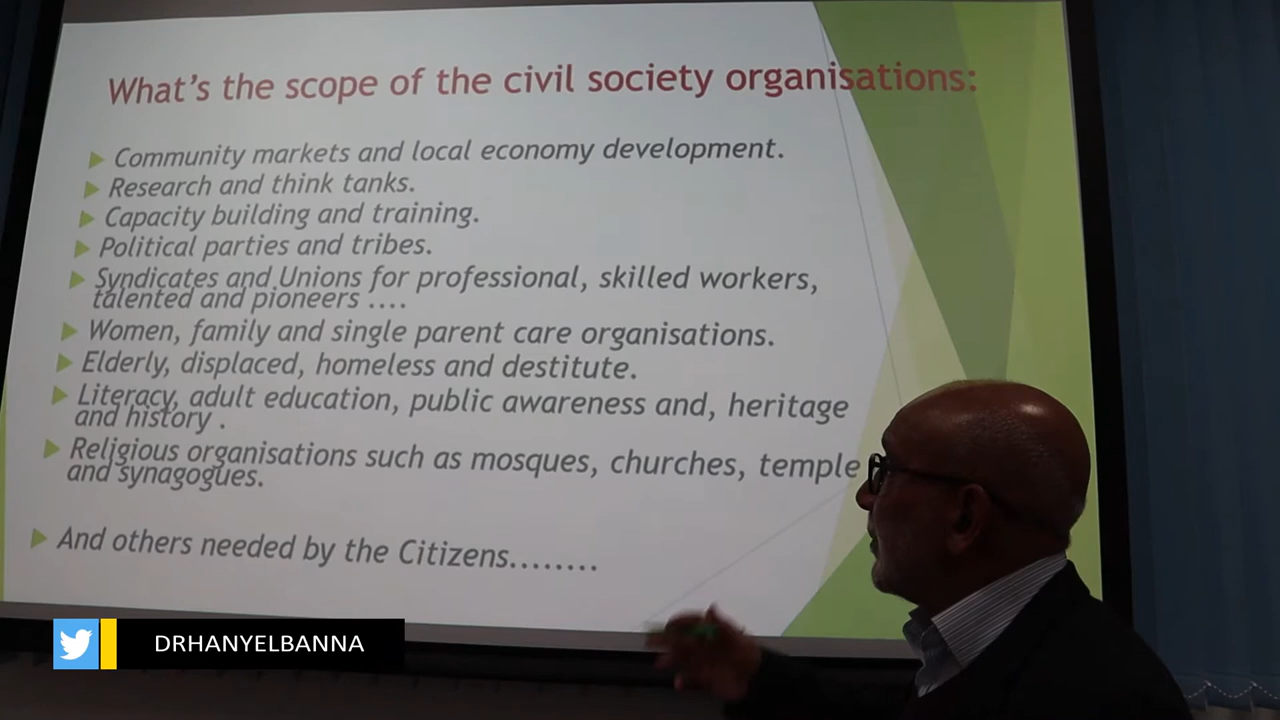 What's the scope of the civil society organisations:
Community markets and local economy development.
Research and think tanks.
Capacity building and training.
Political parties and tribes.
Syndicates and Unions for professional, skilled workers,
talented and pioneers ....
Women, family and single parent care organisations.
Elderly, displaced, homeless and destitute.
Literacy, adult education, public awareness and, heritage
and history .
Religious organisations such as mosques, churches, temple
and synagogues.
And others needed by the Citizens........
DRHANYELBANNA